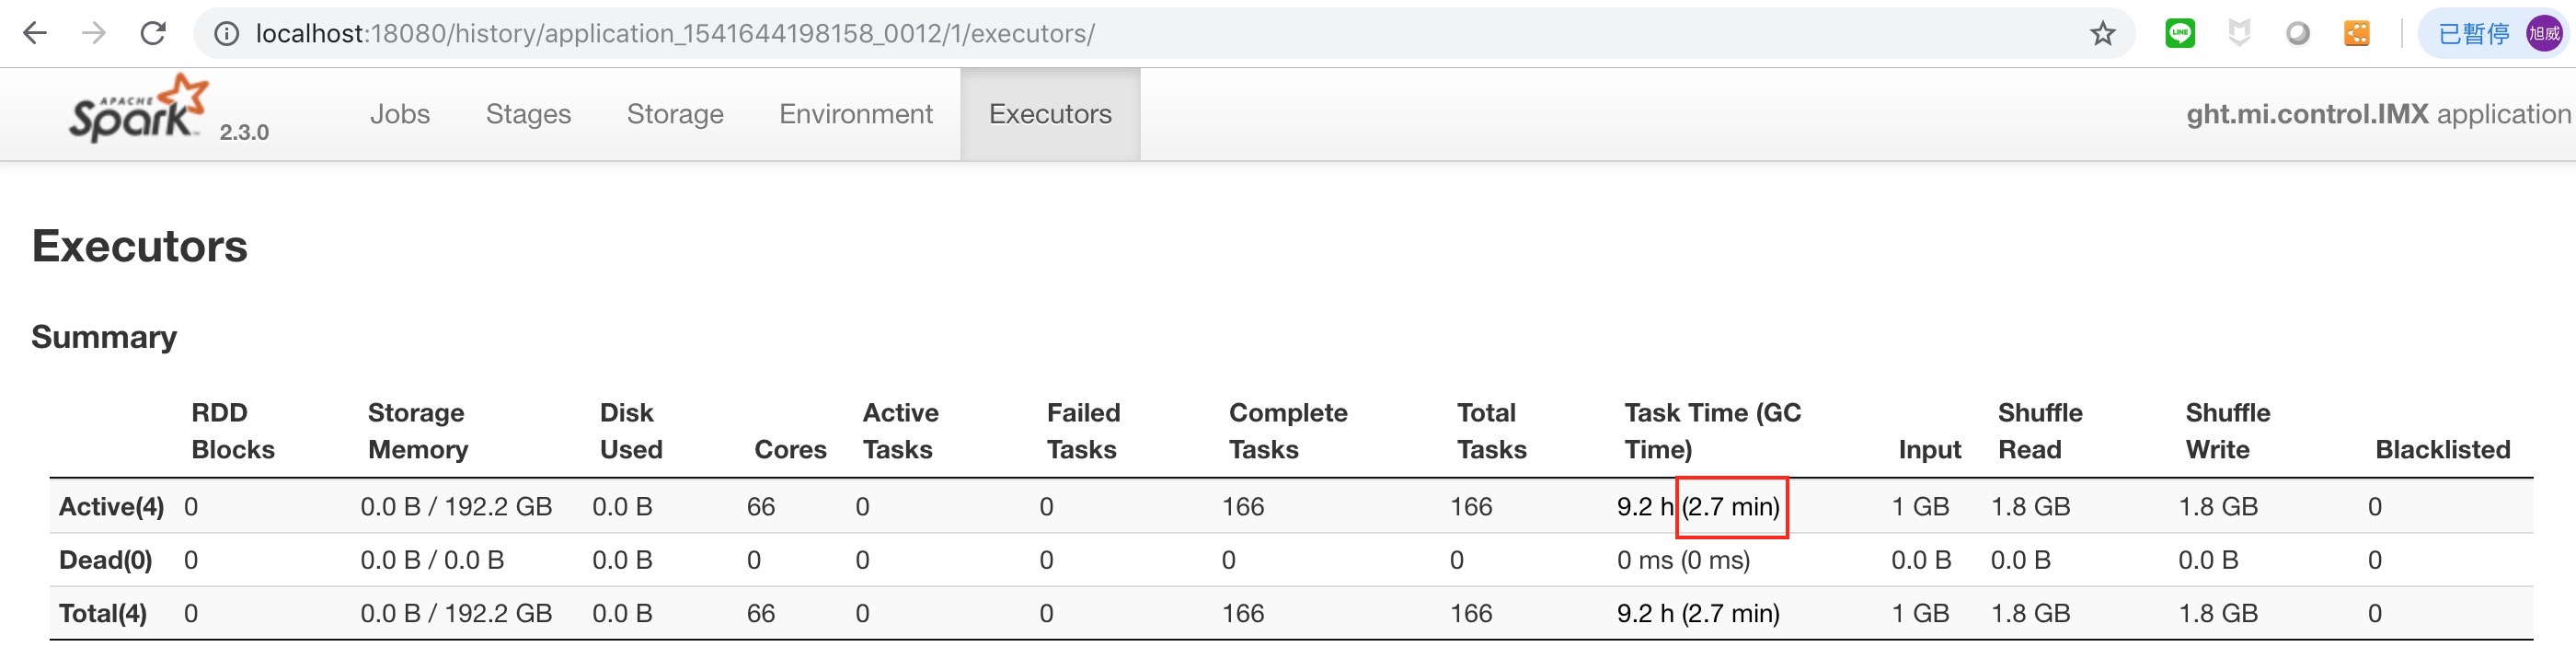 localhost:18080/history/application_1541644198158_0012/1/executors/
LINE
已暫停 旭威
APACHE
Spark 2.3.0 Jobs Stages Storage Environment Executors ght.mi.control.IMX application
Executors
Summary
RDD Blocks Storage Memory Disk Used Cores Active Tasks Failed Tasks Complete Tasks Total Tasks Task Time (GC Time) Input Shuffle Read Shuffle Write Blacklisted
Active(4) 0 0.0 B / 192.2 GB 0.0 B 66 0 0 166 166 9.2 h (2.7 min) 1 GB 1.8 GB 1.8 GB 0
Dead(0) 0 0.0 B / 0.0 B 0.0 B 0 0 0 0 0 0 ms (0 ms) 0.0 B 0.0 B 0.0 B 0
Total(4) 0 0.0 B / 192.2 GB 0.0 B 66 0 0 166 166 9.2 h (2.7 min) 1 GB 1.8 GB 1.8 GB 0